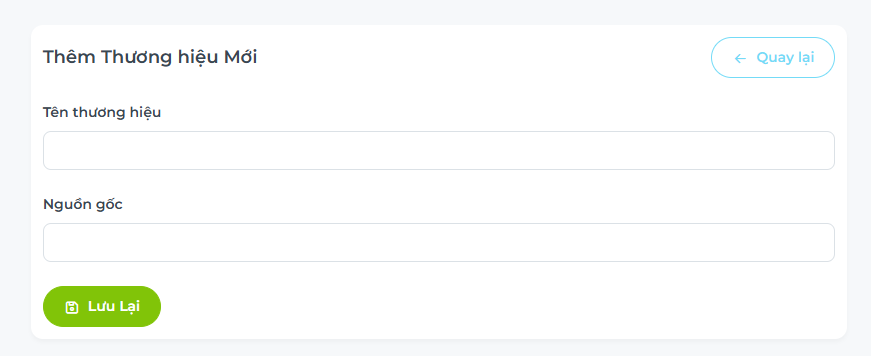 Thêm Thương hiệu Mới
Quay lại
Tên thương hiệu
Nguồn gốc
Lưu Lại